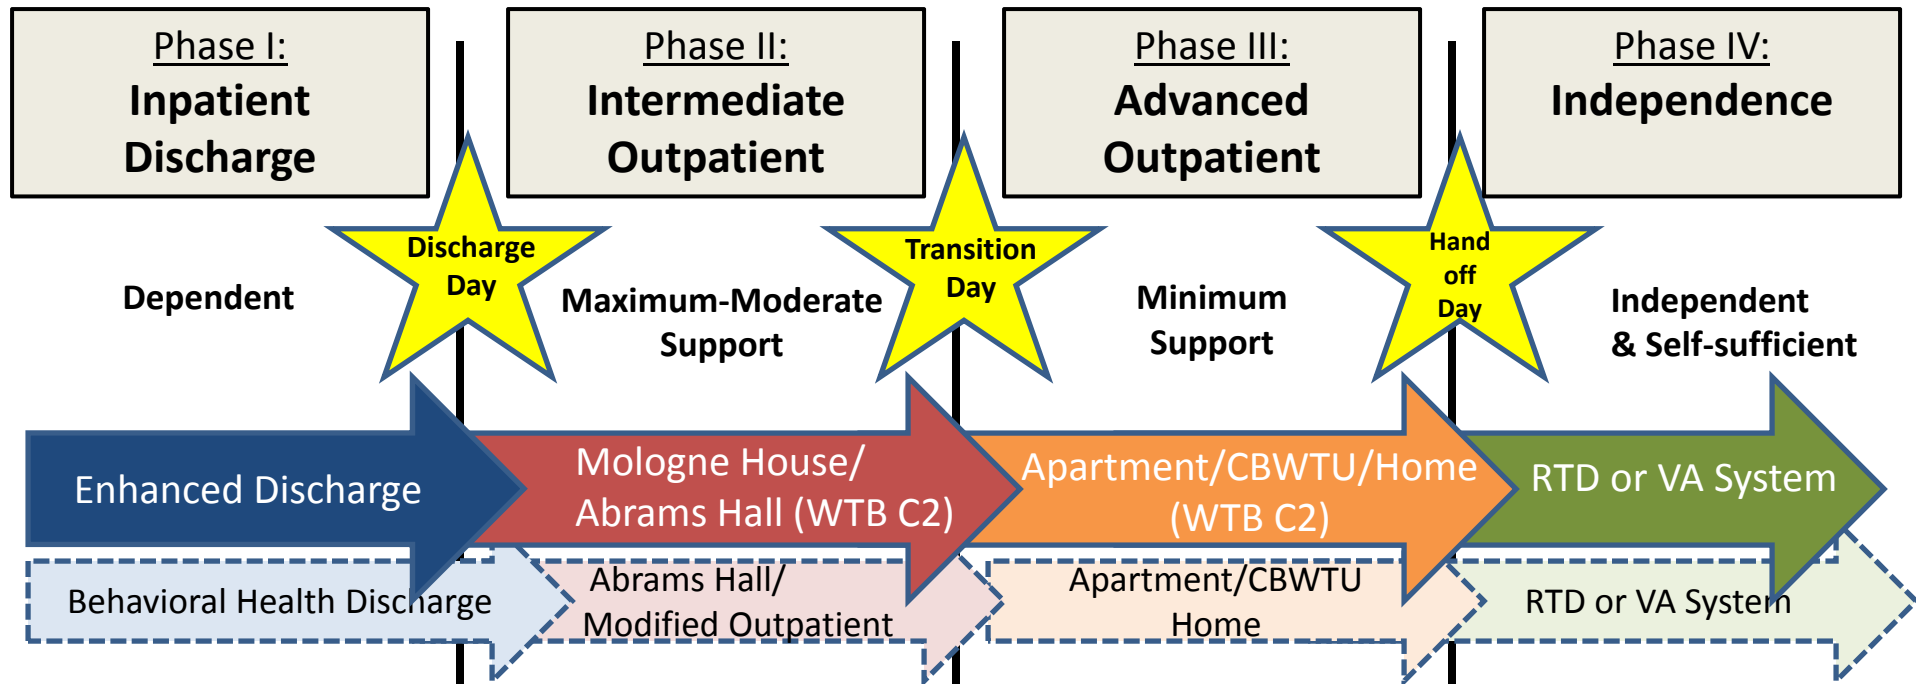 Phase I:
Inpatient
Discharge
Phase II:
Intermediate
Outpatient
Phase III:
Advanced
Outpatient
Phase IV:
Independence
Dependent
Discharge
Day
Maximum-Moderate
Support
Transition
Day
Minimum
Support
Hand
off
Day
Independent
& Self-sufficient
Enhanced Discharge
Mologne House/
Abrams Hall (WTB C2)
Apartment/CBWTU/Home
(WTB C2)
RTD or VA System
Behavioral Health Discharge
Abrams Hall/
Modified Outpatient
Apartment/CBWTU
Home
RTD or VA System